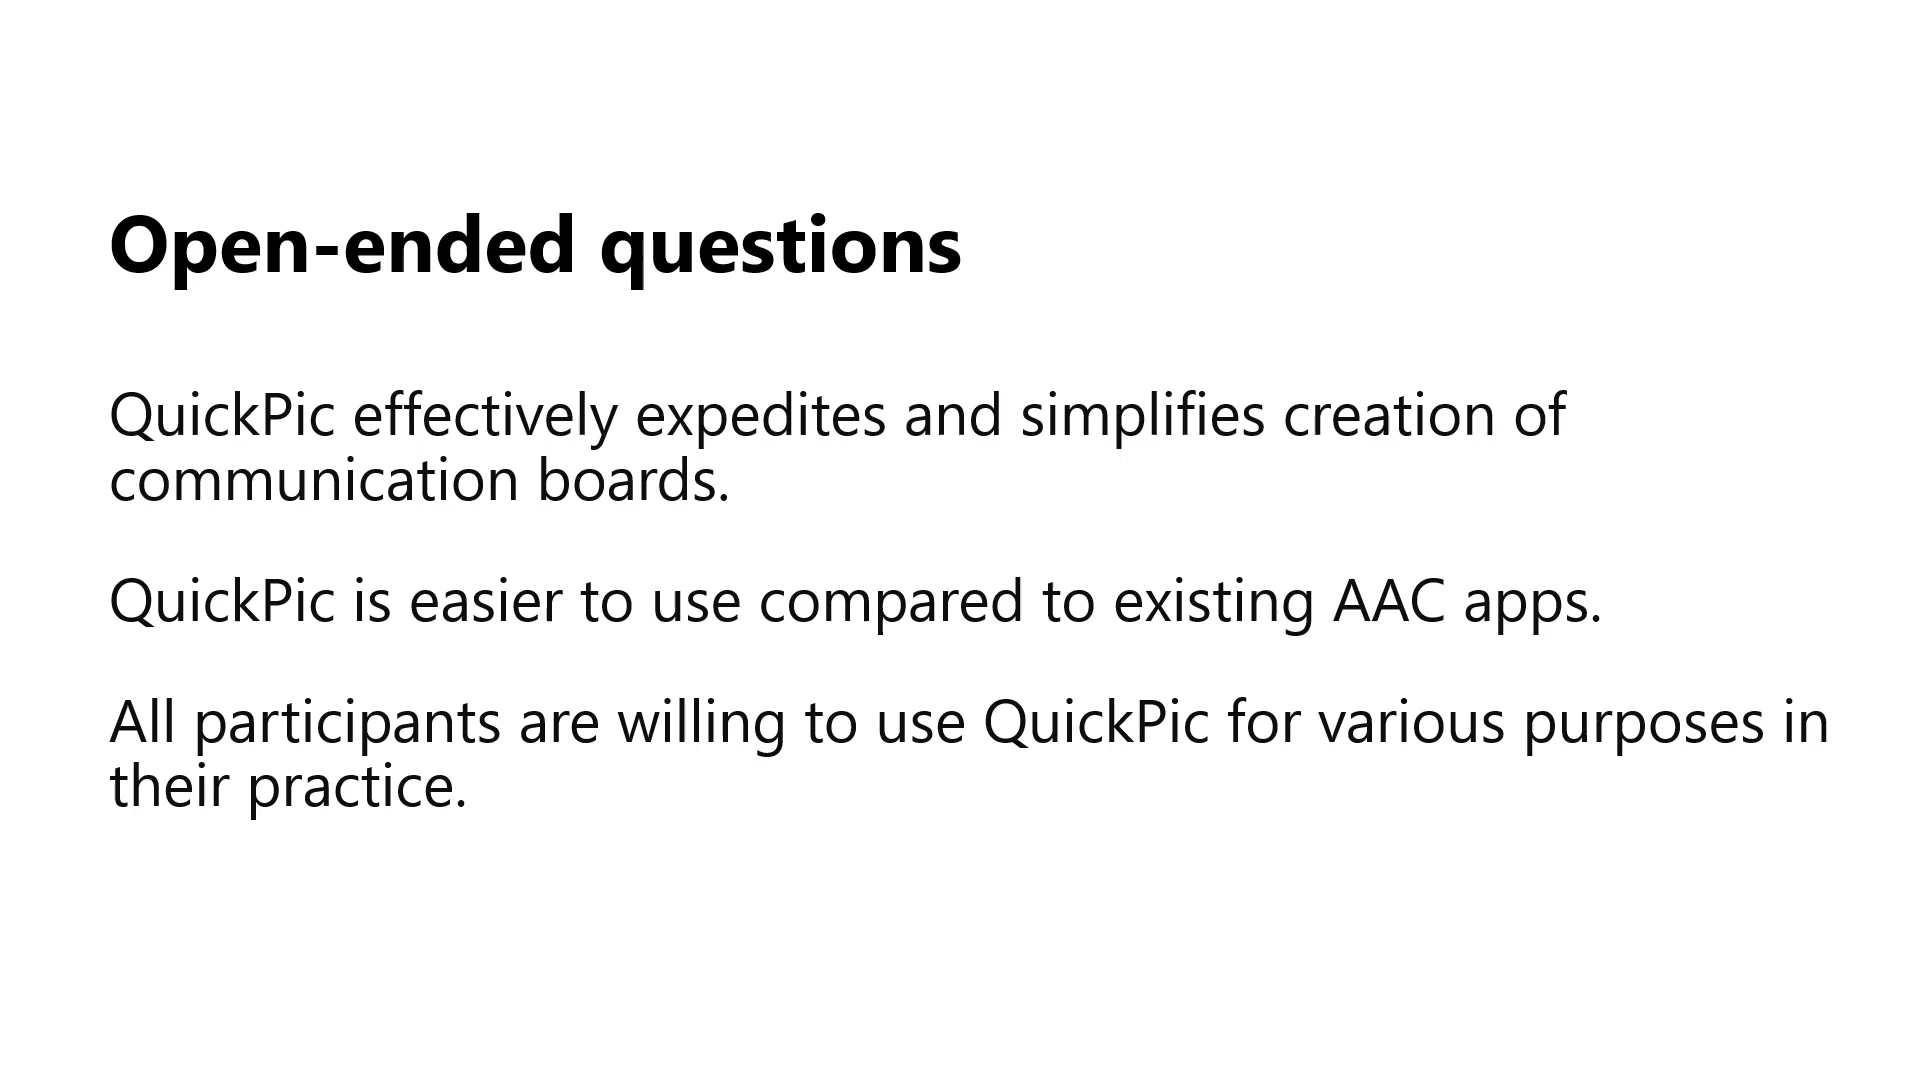 Open-ended questions
QuickPic effectively expedites and simplifies creation of
communication boards.
QuickPic is easier to use compared to existing AAC apps.
All participants are willing to use QuickPic for various purposes in
their practice.